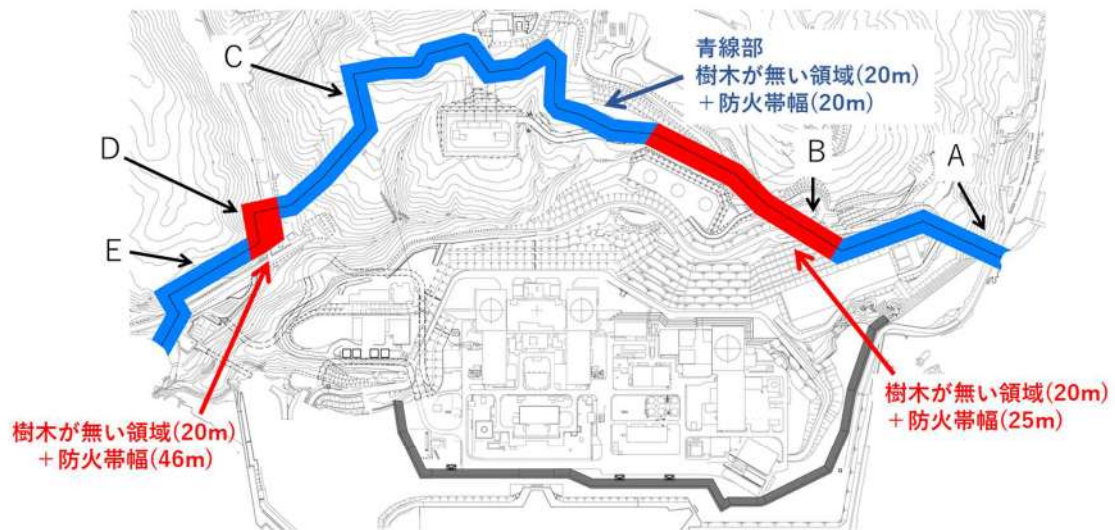 C
青線部
樹木が無い領域(20m)
＋防火帯幅(20m)
D
B
A
E
樹木が無い領域(20m)
＋防火帯幅(46m)
樹木が無い領域(20m)
＋防火帯幅(25m)